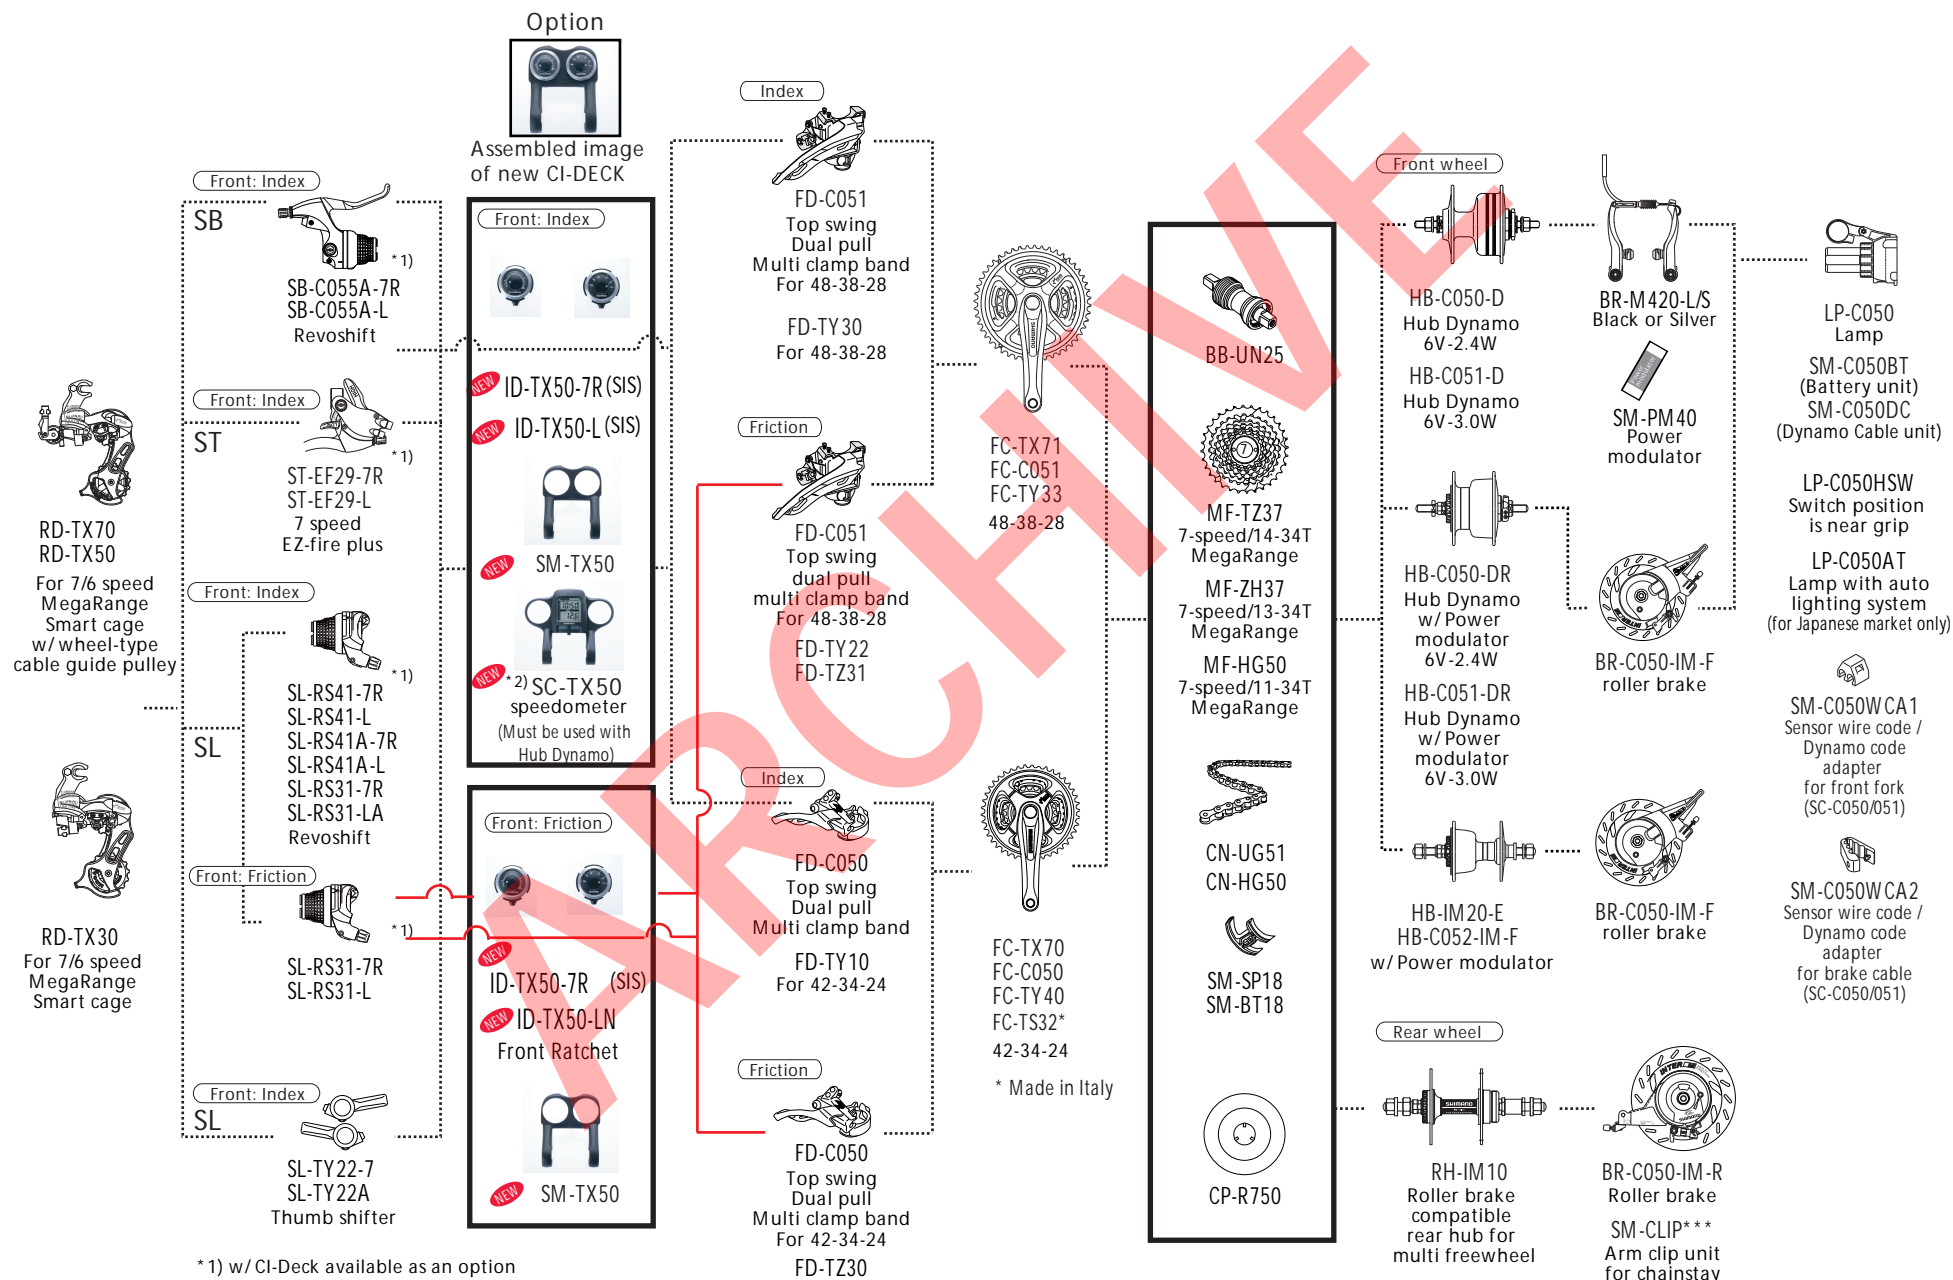 Option
Assembled image
of new CI-DECK
Front: Index
SB
*1)
SB-C055A-7R
SB-C055A-L
Revoshift
Front: Index
ST
*1)
ST-EF29-7R
ST-EF29-L
7 speed
EZ-fire plus
RD-TX70
RD-TX50
For 7/6 speed
MegaRange
Smart cage
w/ wheel-type
cable guide pulley
Front: Index
SL
*1)
SL-RS41-7R
SL-RS41-L
SL-RS41A-7R
SL-RS41A-L
SL-RS31-7R
SL-RS31-LA
Revoshift
RD-TX30
For 7/6 speed
MegaRange
Smart cage
Front: Friction
*1)
SL-RS31-7R
SL-RS31-L
Front: Index
SL
SL-TY22-7
SL-TY22A
Thumb shifter
*1) w/ CI-Deck available as an option
Front: Index
NEW ID-TX50-7R (SIS)
NEW ID-TX50-L (SIS)
NEW SM-TX50
NEW *2) SC-TX50
speedometer
(Must be used with
Hub Dynamo)
Front: Friction
NEW
ID-TX50-7R (SIS)
NEW ID-TX50-LN
Front Ratchet
NEW SM-TX50
Index
FD-C051
Top swing
Dual pull
Multi clamp band
For 48-38-28
FD-TY30
For 48-38-28
Friction
FD-C051
Top swing
dual pull
multi clamp band
For 48-38-28
FD-TY22
FD-TZ31
Index
FD-C050
Top swing
Dual pull
Multi clamp band
FD-TY10
For 42-34-24
Friction
FD-C050
Top swing
Dual pull
Multi clamp band
For 42-34-24
FD-TZ30
FC-TX71
FC-C051
FC-TY33
48-38-28
FC-TX70
FC-C050
FC-TY40
FC-TS32*
42-34-24
* Made in Italy
BB-UN25
7
MF-TZ37
7-speed/14-34T
MegaRange
MF-ZH37
7-speed/13-34T
MegaRange
MF-HG50
7-speed/11-34T
MegaRange
CN-UG51
CN-HG50
SM-SP18
SM-BT18
CP-R750
Front wheel
HB-C050-D
Hub Dynamo
6V-2.4W
HB-C051-D
Hub Dynamo
6V-3.0W
HB-C050-DR
Hub Dynamo
w/ Power
modulator
6V-2.4W
HB-C051-DR
Hub Dynamo
w/ Power
modulator
6V-3.0W
HB-IM20-E
HB-C052-IM-F
w/ Power modulator
Rear wheel
SHIMANO
RH-IM10
Roller brake
compatible
rear hub for
multi freewheel
BR-M420-L/S
Black or Silver
SM-PM40
Power
modulator
BR-C050-IM-F
roller brake
BR-C050-IM-F
roller brake
BR-C050-IM-R
Roller brake
SM-CLIP***
Arm clip unit
for chainstay
LP-C050
Lamp
SM-C050BT
(Battery unit)
SM-C050DC
(Dynamo Cable unit)
LP-C050HSW
Switch position
is near grip
LP-C050AT
Lamp with auto
lighting system
(for Japanese market only)
SM-C050WCA1
Sensor wire code /
Dynamo code
adapter
for front fork
(SC-C050/051)
SM-C050WCA2
Sensor wire code /
Dynamo code
adapter
for brake cable
(SC-C050/051)
ARCHIVE